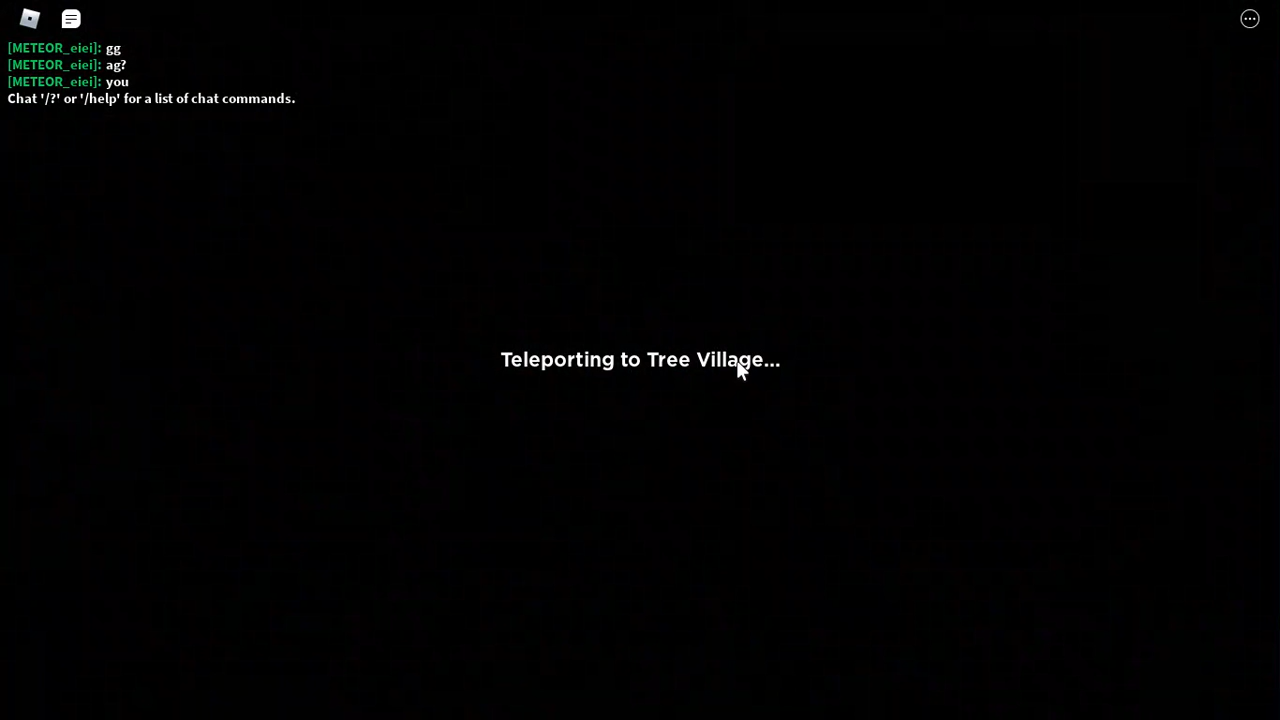 [METEOR_eiei]: gg
[METEOR_eiei]: ag?
[METEOR_eiei]: you
Chat '/?' or '/help' for a list of chat commands.
Teleporting to Tree Village...